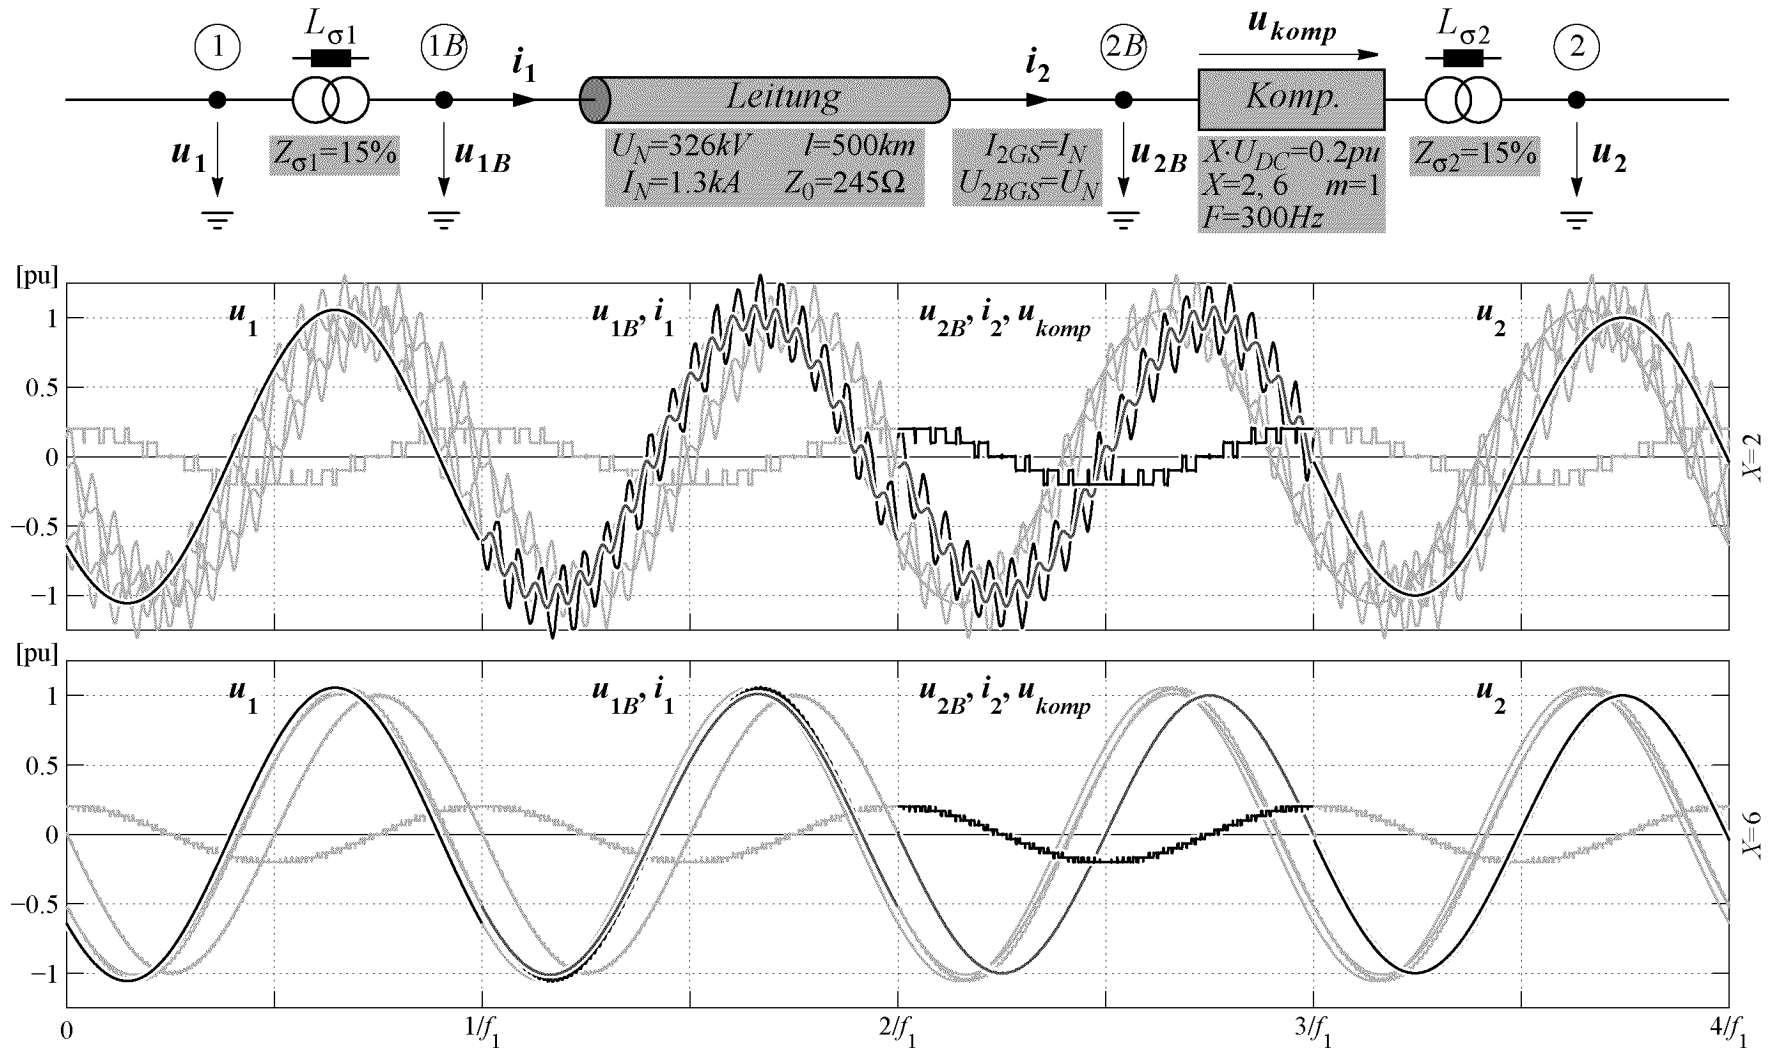 1 Lσ1 1B i1 i2 2B ukomp Lσ2 2
Leitung Komp.
u1 Zσ1=15% u1B UN=326kV l=500km I2GS=IN u2B X·UDC=0.2pu Zσ2=15% u2
IN=1.3kA Z0=245Ω U2BGS=UN X=2, 6 m=1
F=300Hz
[pu]
u1 u1B, i1 u2B, i2, ukomp u2
1
0.5
0
−0.5
−1
X=2
[pu]
u1 u1B, i1 u2B, i2, ukomp u2
1
0.5
0
−0.5
−1
X=6
0 1/f1 2/f1 3/f1 4/f1